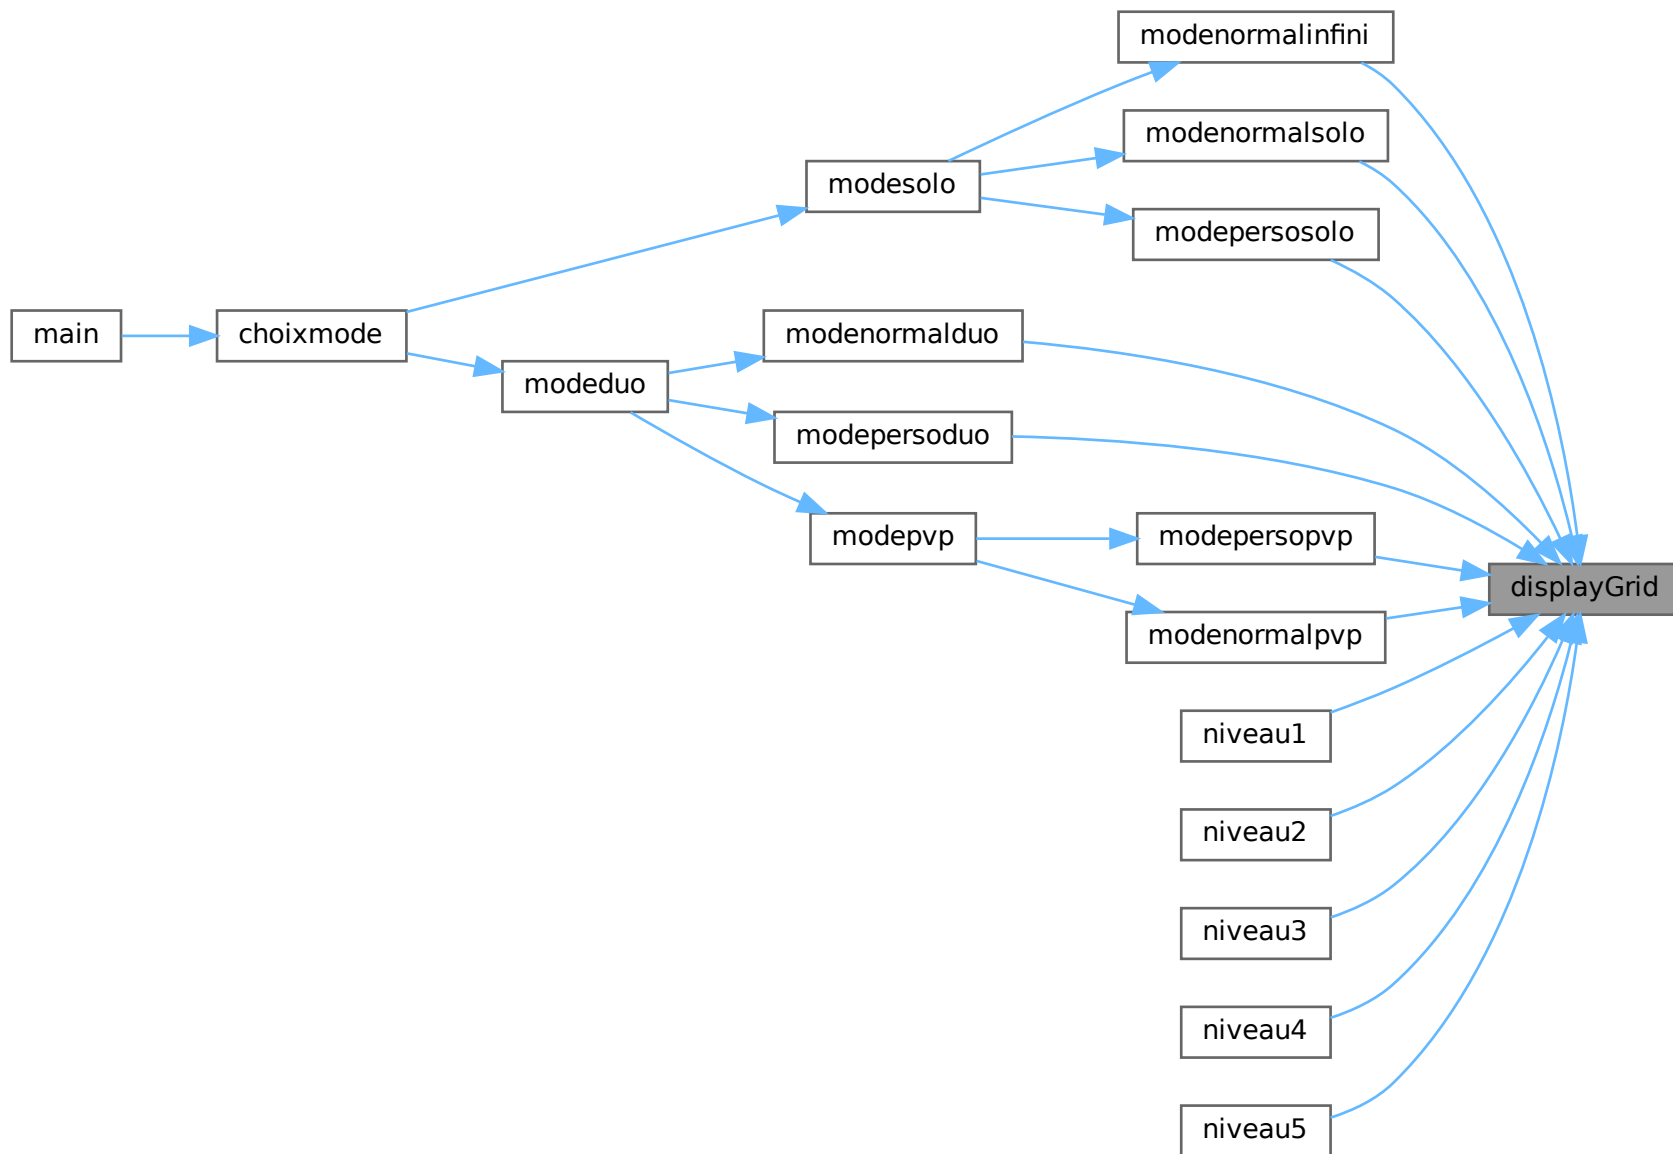 modenormalinfini
modenormalsolo
modesolo
modepersosolo
main
choixmode
modenormalduo
modeduo
modepersoduo
modepvp
modepersopvp
displayGrid
modenormalpvp
niveau1
niveau2
niveau3
niveau4
niveau5